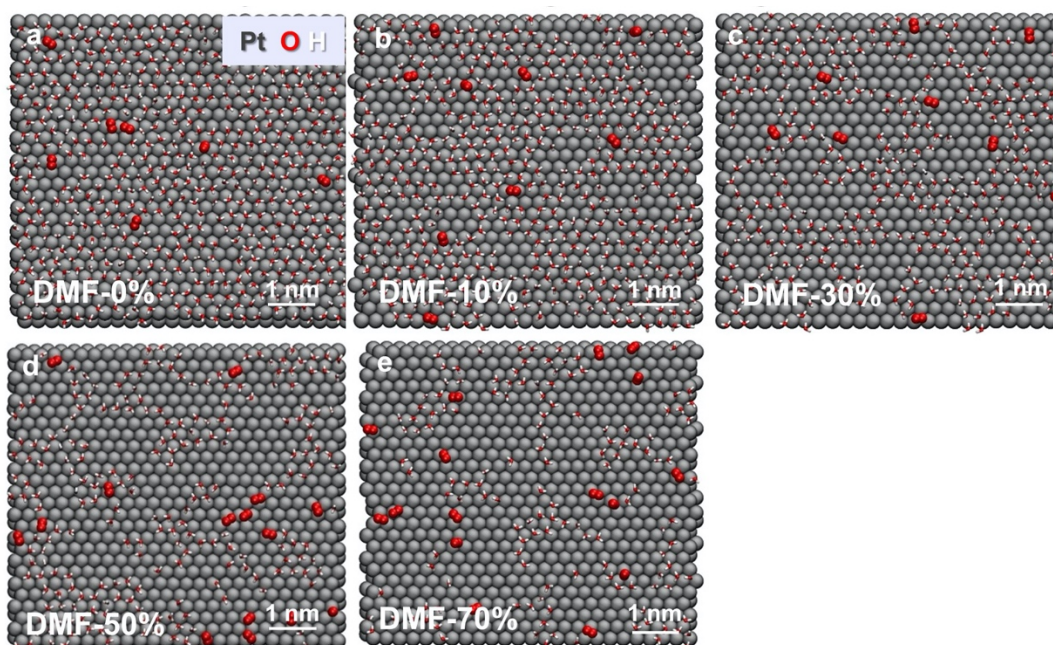 a
Pt O H
b
c
DMF-0%
1 nm
DMF-10%
1 nm
DMF-30%
1 nm
d
e
DMF-50%
1 nm
DMF-70%
1 nm